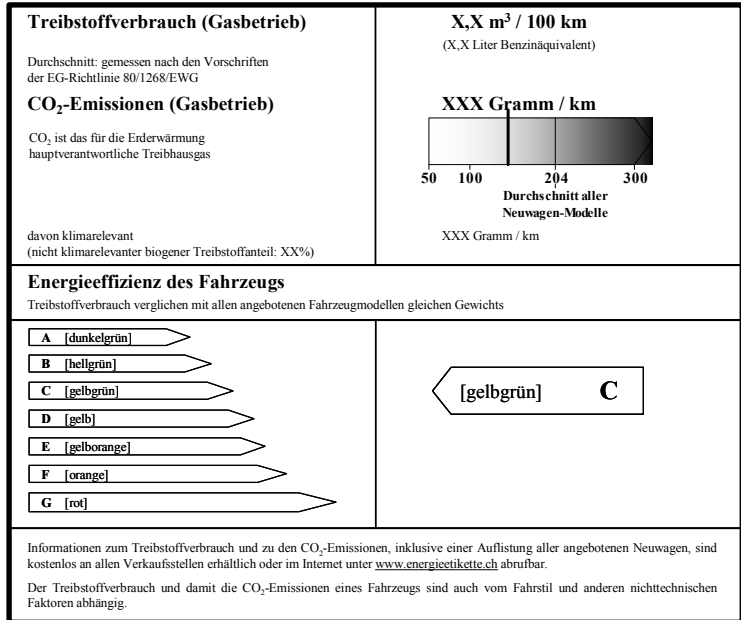 Treibstoffverbrauch (Gasbetrieb)
X,X m³ / 100 km
(X,X Liter Benzinäquivalent)
Durchschnitt: gemessen nach den Vorschriften
der EG-Richtlinie 80/1268/EWG
CO₂-Emissionen (Gasbetrieb)
XXX Gramm / km
CO₂ ist das für die Erderwärmung
hauptverantwortliche Treibhausgas
50 100 204 300
Durchschnitt aller
Neuwagen-Modelle
davon klimarelevant
(nicht klimarelevanter biogener Treibstoffanteil: XX%)
XXX Gramm / km
Energieeffizienz des Fahrzeugs
Treibstoffverbrauch verglichen mit allen angebotenen Fahrzeugmodellen gleichen Gewichts
A [dunkelgrün]
B [hellgrün]
C [gelbgrün]
D [gelb]
E [gelborange]
F [orange]
G [rot]
[gelbgrün] C
Informationen zum Treibstoffverbrauch und zu den CO₂-Emissionen, inklusive einer Auflistung aller angebotenen Neuwagen, sind
kostenlos an allen Verkaufsstellen erhältlich oder im Internet unter www.energieetikette.ch abrufbar.
Der Treibstoffverbrauch und damit die CO₂-Emissionen eines Fahrzeugs sind auch vom Fahrstil und anderen nichttechnischen
Faktoren abhängig.